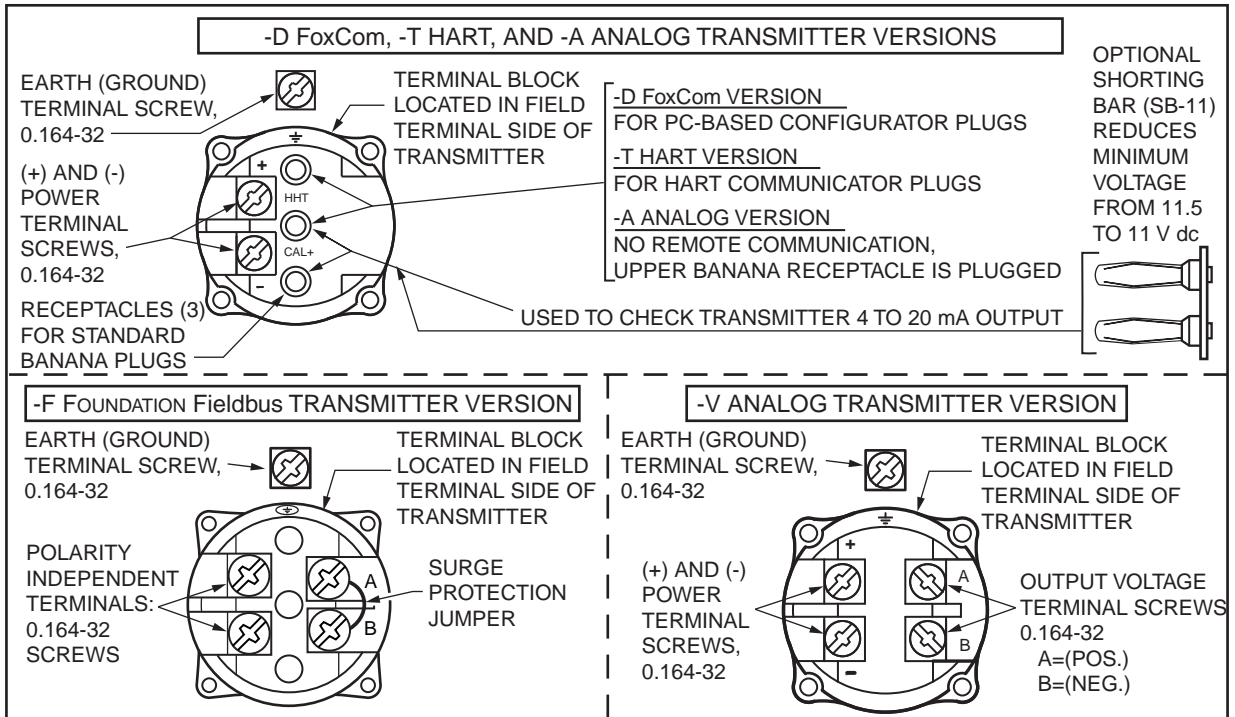 -D FoxCom, -T HART, AND -A ANALOG TRANSMITTER VERSIONS
EARTH (GROUND)
TERMINAL SCREW,
0.164-32
(+) AND (-)
POWER
TERMINAL
SCREWS,
0.164-32
RECEPTACLES (3)
FOR STANDARD
BANANA PLUGS
+
HHT
CAL+
-
TERMINAL BLOCK
LOCATED IN FIELD
TERMINAL SIDE OF
TRANSMITTER
-D FoxCom VERSION
FOR PC-BASED CONFIGURATOR PLUGS
-T HART VERSION
FOR HART COMMUNICATOR PLUGS
-A ANALOG VERSION
NO REMOTE COMMUNICATION,
UPPER BANANA RECEPTACLE IS PLUGGED
USED TO CHECK TRANSMITTER 4 TO 20 mA OUTPUT
OPTIONAL
SHORTING
BAR (SB-11)
REDUCES
MINIMUM
VOLTAGE
FROM 11.5
TO 11 V dc
-F FOUNDATION Fieldbus TRANSMITTER VERSION
EARTH (GROUND)
TERMINAL SCREW,
0.164-32
POLARITY
INDEPENDENT
TERMINALS:
0.164-32
SCREWS
A
B
TERMINAL BLOCK
LOCATED IN FIELD
TERMINAL SIDE OF
TRANSMITTER
SURGE
PROTECTION
JUMPER
-V ANALOG TRANSMITTER VERSION
EARTH (GROUND)
TERMINAL SCREW,
0.164-32
(+) AND (-)
POWER
TERMINAL
SCREWS,
0.164-32
+
-
A
B
TERMINAL BLOCK
LOCATED IN FIELD
TERMINAL SIDE OF
TRANSMITTER
OUTPUT VOLTAGE
TERMINAL SCREWS
0.164-32
A=(POS.)
B=(NEG.)